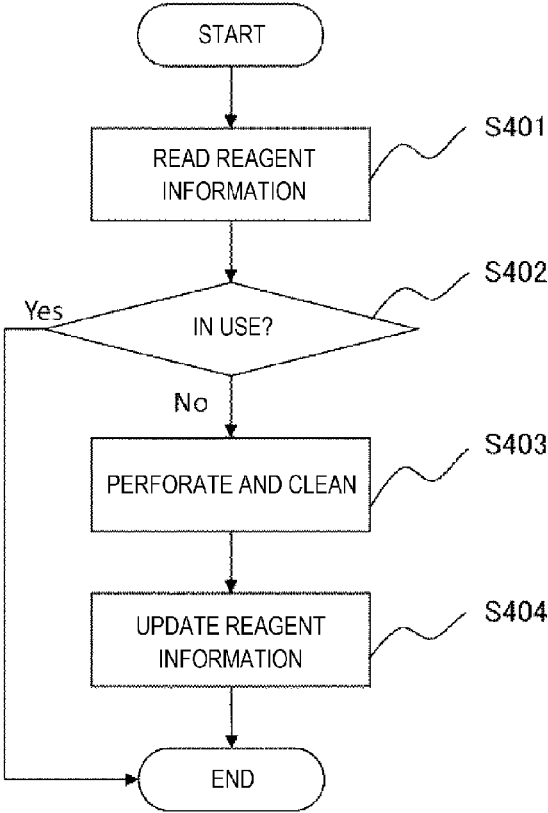 START
S401
READ REAGENT
INFORMATION
S402
Yes
IN USE?
No
S403
PERFORATE AND CLEAN
S404
UPDATE REAGENT
INFORMATION
END